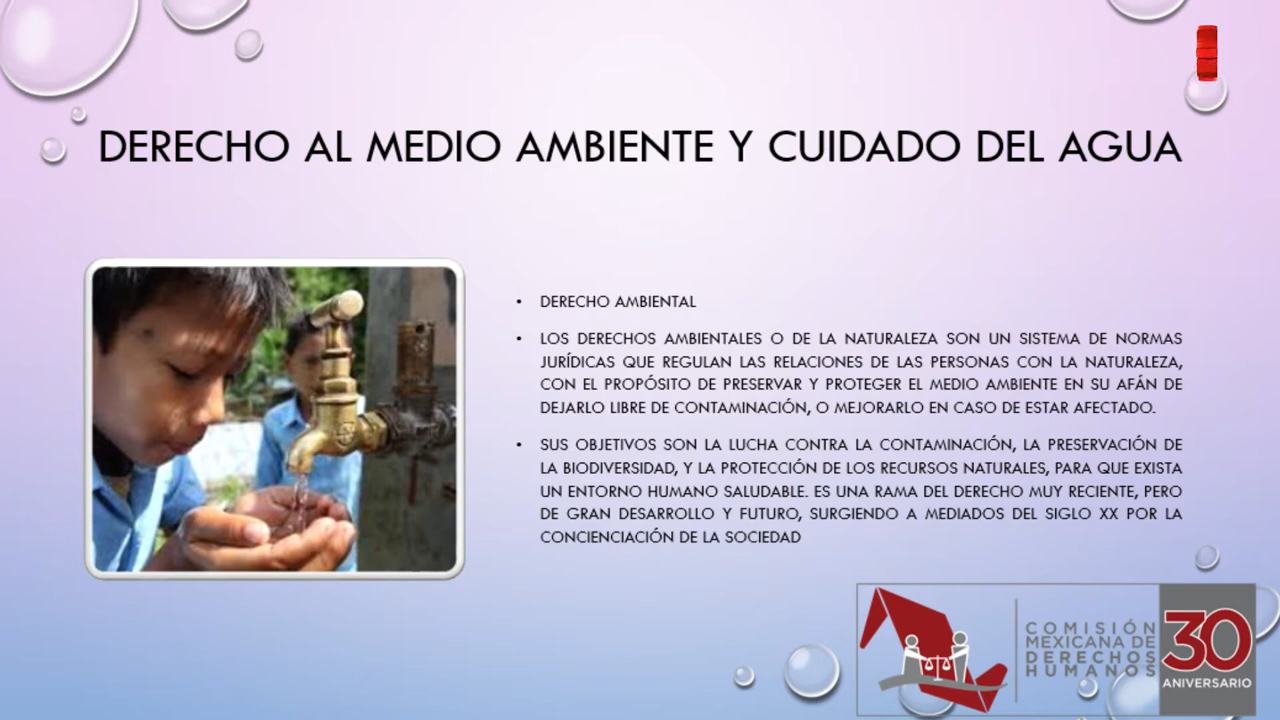 DERECHO AL MEDIO AMBIENTE Y CUIDADO DEL AGUA
• DERECHO AMBIENTAL
• LOS DERECHOS AMBIENTALES O DE LA NATURALEZA SON UN SISTEMA DE NORMAS
JURÍDICAS QUE REGULAN LAS RELACIONES DE LAS PERSONAS CON LA NATURALEZA,
CON EL PROPÓSITO DE PRESERVAR Y PROTEGER EL MEDIO AMBIENTE EN SU AFÁN DE
DEJARLO LIBRE DE CONTAMINACIÓN, O MEJORARLO EN CASO DE ESTAR AFECTADO.
• SUS OBJETIVOS SON LA LUCHA CONTRA LA CONTAMINACIÓN, LA PRESERVACIÓN DE
LA BIODIVERSIDAD, Y LA PROTECCIÓN DE LOS RECURSOS NATURALES, PARA QUE EXISTA
UN ENTORNO HUMANO SALUDABLE. ES UNA RAMA DEL DERECHO MUY RECIENTE, PERO
DE GRAN DESARROLLO Y FUTURO, SURGIENDO A MEDIADOS DEL SIGLO XX POR LA
CONCIENCIACIÓN DE LA SOCIEDAD
COMISIÓN
MEXICANA DE
DERECHOS
HUMANOS
30
ANIVERSARIO